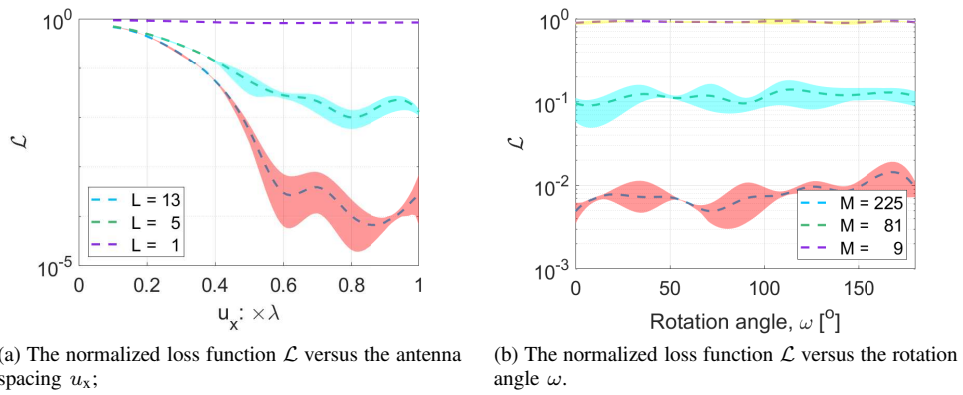 10^0
ℒ
10^-5
L = 13
L = 5
L = 1
0 0.2 0.4 0.6 0.8 1
u_x: ×λ
(a) The normalized loss function ℒ versus the antenna
spacing u_x;
10^0
10^-1
ℒ
10^-2
10^-3
M = 225
M = 81
M = 9
0 50 100 150
Rotation angle, ω [^o]
(b) The normalized loss function ℒ versus the rotation
angle ω.